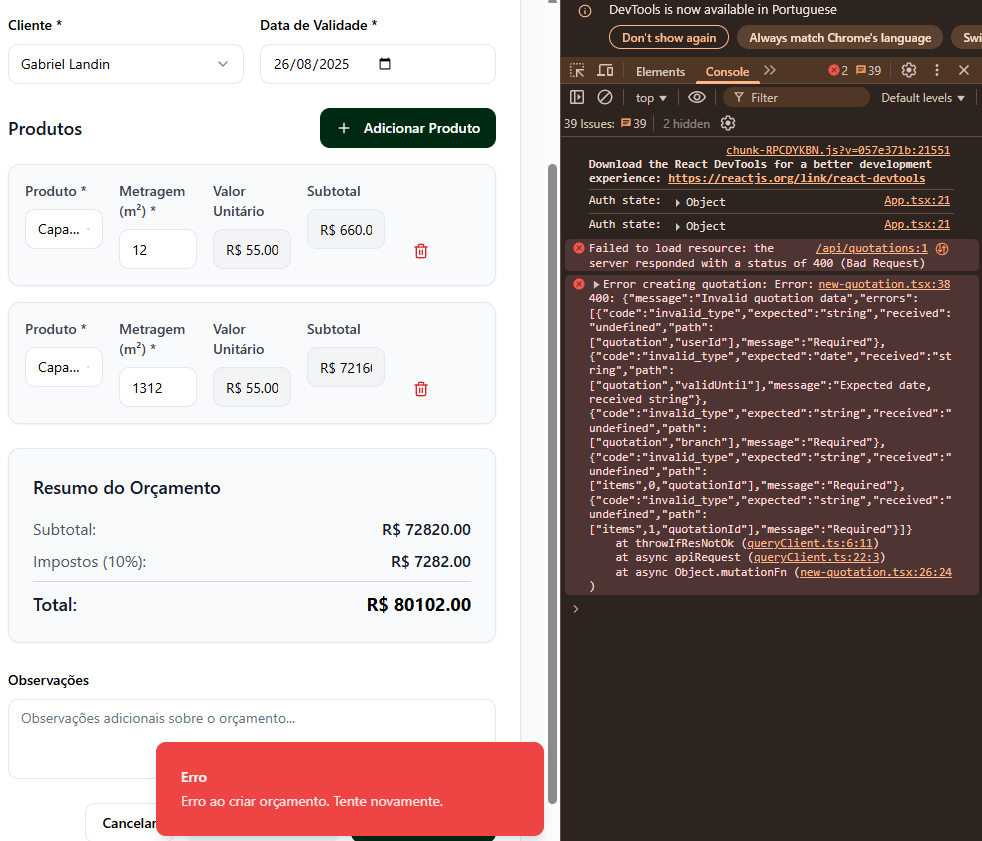 Cliente *
Data de Validade *
Gabriel Landin
26/08/2025
Produtos
Adicionar Produto
Produto *
Metragem (m²) *
Valor Unitário
Subtotal
Capa...
12
R$ 55.00
R$ 660.0
Produto *
Metragem (m²) *
Valor Unitário
Subtotal
Capa...
1312
R$ 55.00
R$ 7216
Resumo do Orçamento
Subtotal:
R$ 72820.00
Impostos (10%):
R$ 7282.00
Total:
R$ 80102.00
Observações
Observações adicionais sobre o orçamento...
Erro
Erro ao criar orçamento. Tente novamente.
Cancelar
DevTools is now available in Portuguese
Don't show again
Always match Chrome's language
Swi
Elements
Console
2
39
top
Filter
Default levels
39 Issues:
39
2 hidden
chunk-RPCDYKBN.js?v=057e371b:21551
Download the React DevTools for a better development
experience: https://reactjs.org/link/react-devtools
Auth state: Object App.tsx:21
Auth state: Object App.tsx:21
Failed to load resource: the /api/quotations:1
server responded with a status of 400 (Bad Request)
Error creating quotation: Error: new-quotation.tsx:38
400: {"message":"Invalid quotation data","errors":
[{"code":"invalid_type","expected":"string","received":
"undefined","path":
["quotation","userId"],"message":"Required"},
{"code":"invalid_type","expected":"date","received":"st
ring","path":
["quotation","validUntil"],"message":"Expected date,
received string"},
{"code":"invalid_type","expected":"string","received":"
undefined","path":
["quotation","branch"],"message":"Required"},
{"code":"invalid_type","expected":"string","received":"
undefined","path":
["items",0,"quotationId"],"message":"Required"},
{"code":"invalid_type","expected":"string","received":"
undefined","path":
["items",1,"quotationId"],"message":"Required"}]}
at throwIfResNotOk (queryClient.ts:6:11)
at async apiRequest (queryClient.ts:22:3)
at async Object.mutationFn (new-quotation.tsx:26:24
)